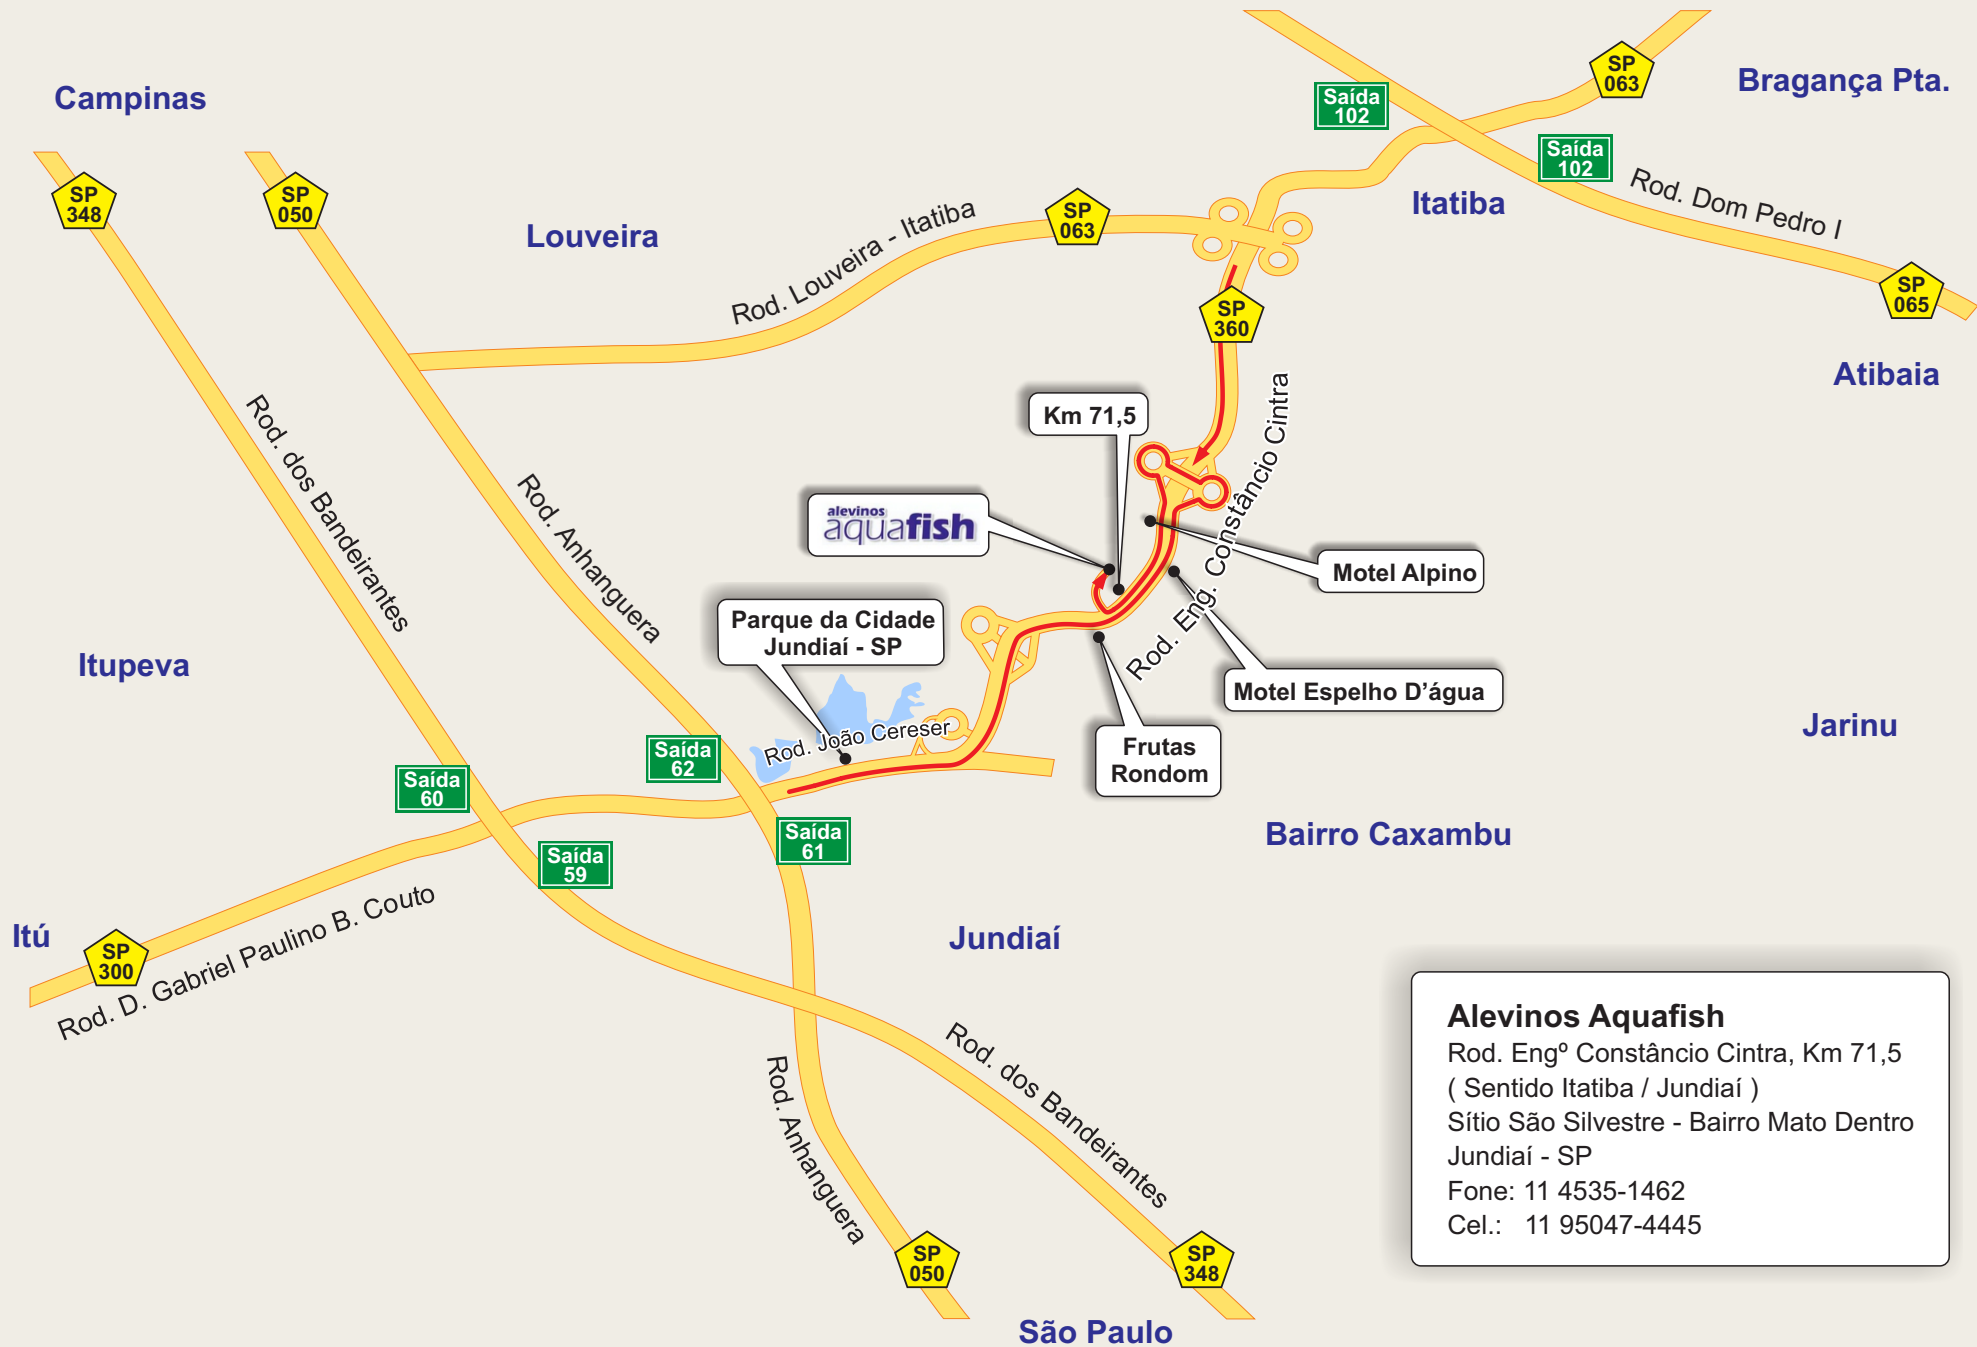 Campinas
SP
348
SP
050
Louveira
Rod. Louveira - Itatiba
SP
063
Saída
102
SP
063
Bragança Pta.
Saída
102
Itatiba
Rod. Dom Pedro I
SP
065
Atibaia
SP
360
Rod. Eng. Constâncio Cintra
Km 71,5
alevinos
aquafish
Motel Alpino
Motel Espelho D’água
Frutas
Rondom
Parque da Cidade
Jundiaí - SP
Rod. João Cereser
Rod. dos Bandeirantes
Rod. Anhanguera
Itupeva
Saída
62
Saída
60
Saída
61
Saída
59
Jarinu
Bairro Caxambu
Itú
SP
300
Rod. D. Gabriel Paulino B. Couto
Jundiaí
Rod. Anhanguera
Rod. dos Bandeirantes
SP
050
SP
348
São Paulo
Alevinos Aquafish
Rod. Engº Constâncio Cintra, Km 71,5
( Sentido Itatiba / Jundiaí )
Sítio São Silvestre - Bairro Mato Dentro
Jundiaí - SP
Fone: 11 4535-1462
Cel.: 11 95047-4445